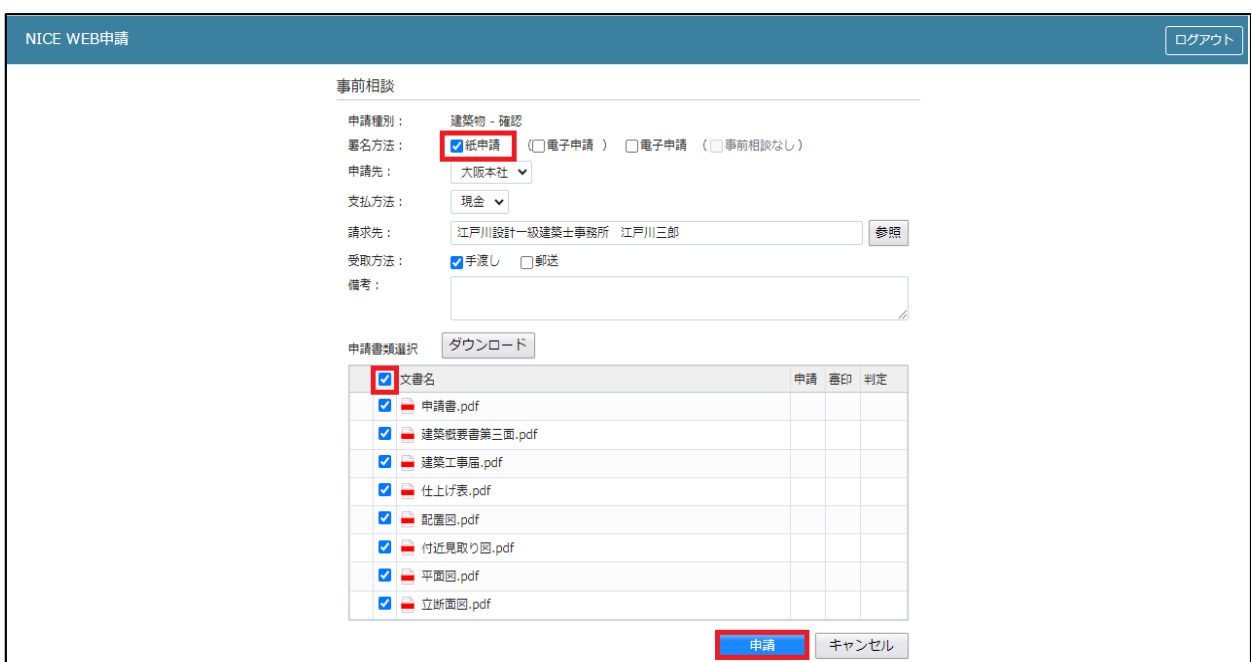 NICE WEB申請 ログアウト
事前相談
申請種別： 建築物 - 確認
署名方法： 紙申請 （ 電子申請 ） 電子申請 （ 事前相談なし ）
申請先： 大阪本社
支払方法： 現金
請求先： 江戸川設計一級建築士事務所　江戸川三郎 参照
受取方法： 手渡し 郵送
備考：
申請書類選択 ダウンロード
文書名 申請 審印 判定
申請書.pdf
建築概要書第三面.pdf
建築工事届.pdf
仕上げ表.pdf
配置図.pdf
付近見取り図.pdf
平面図.pdf
立断面図.pdf
申請 キャンセル